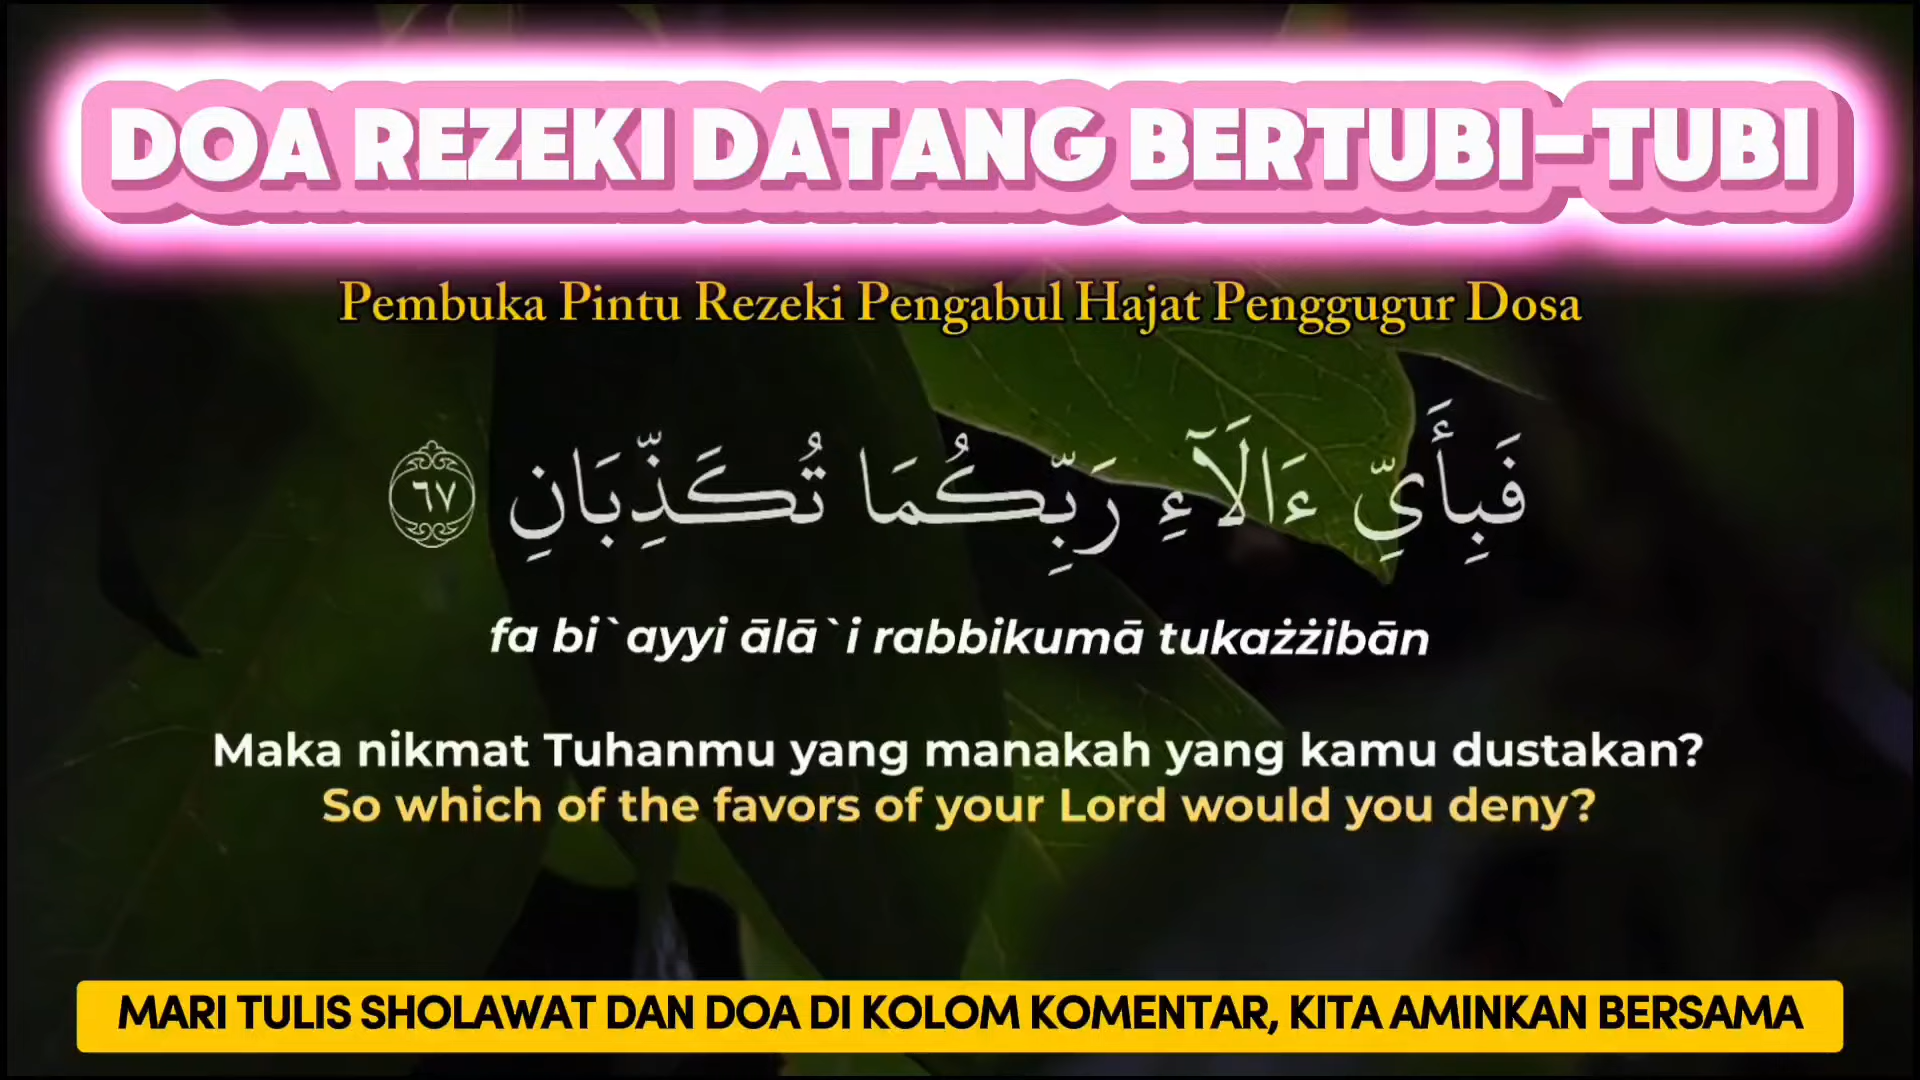 DOA REZEKI DATANG BERTUBI-TUBI
Pembuka Pintu Rezeki Pengabul Hajat Penggugur Dosa
فَبِأَيِّ ءَالَآءِ رَبِّكُمَا تُكَذِّبَانِ ٦٧
fa bi`ayyi ālā`i rabbikumā tukażżibān
Maka nikmat Tuhanmu yang manakah yang kamu dustakan?
So which of the favors of your Lord would you deny?
MARI TULIS SHOLAWAT DAN DOA DI KOLOM KOMENTAR, KITA AMINKAN BERSAMA